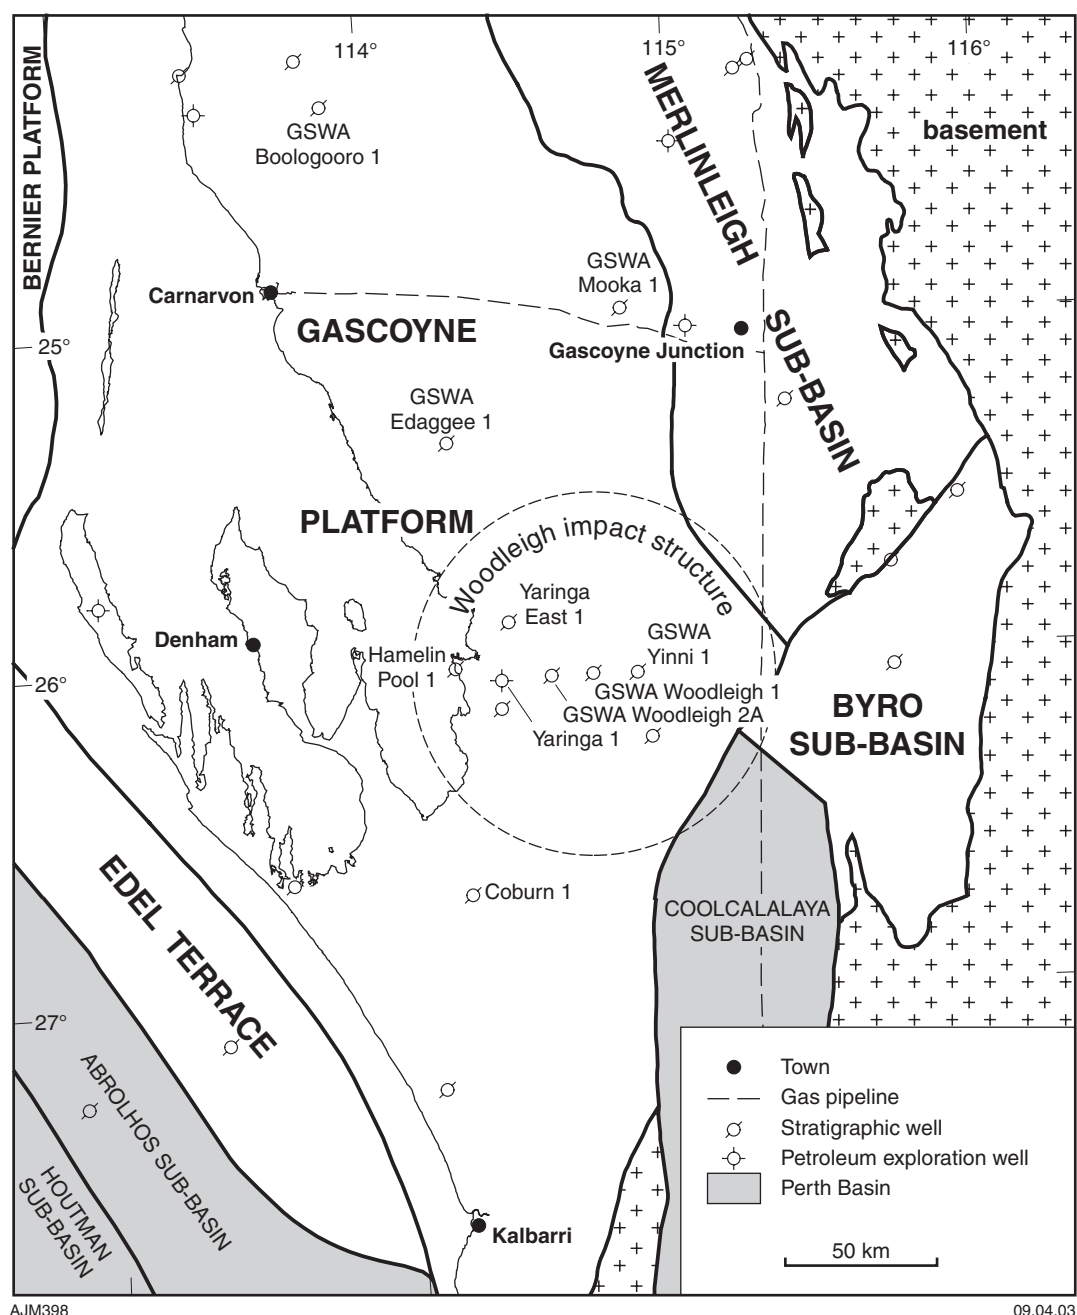 114°
115°
116°
BERNIER PLATFORM
MERLINLEIGH
SUB-BASIN
basement
GSWA
Boologooro 1
GSWA
Mooka 1
Carnarvon
GASCOYNE
Gascoyne Junction
25°
GSWA
Edaggee 1
PLATFORM
Woodleigh impact structure
Yaringa
East 1
Denham
GSWA
Yinni 1
Hamelin
Pool 1
26°
GSWA Woodleigh 1
GSWA Woodleigh 2A
Yaringa 1
BYRO
SUB-BASIN
EDEL TERRACE
Coburn 1
COOLCALALAYA
SUB-BASIN
27°
ABROLHOS SUB-BASIN
HOUTMAN
SUB-BASIN
Kalbarri
Town
Gas pipeline
Stratigraphic well
Petroleum exploration well
Perth Basin
50 km
AJM398
09.04.03